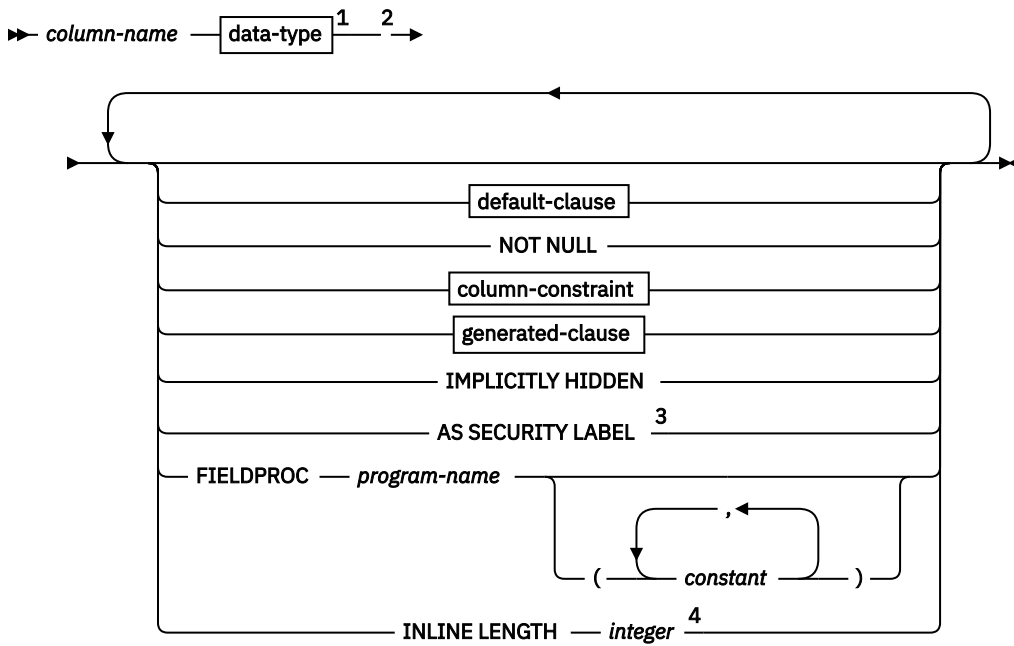 column-name data-type 1 2
default-clause
NOT NULL
column-constraint
generated-clause
IMPLICITLY HIDDEN
AS SECURITY LABEL 3
FIELDPROC program-name
,
( constant )
INLINE LENGTH integer 4